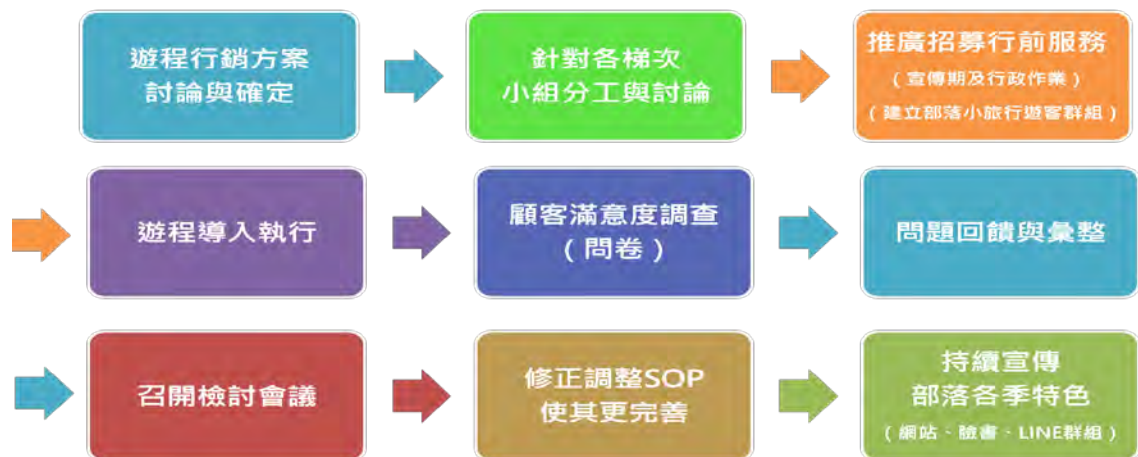 遊程行銷方案
討論與確定
針對各梯次
小組分工與討論
推廣招募行前服務
(宣傳期及行政作業)
(建立部落小旅行遊客群組)
遊程導入執行
顧客滿意度調查
(問卷)
問題回饋與彙整
召開檢討會議
修正調整SOP
使其更完善
持續宣傳
部落各季特色
(網站、臉書、LINE群組)